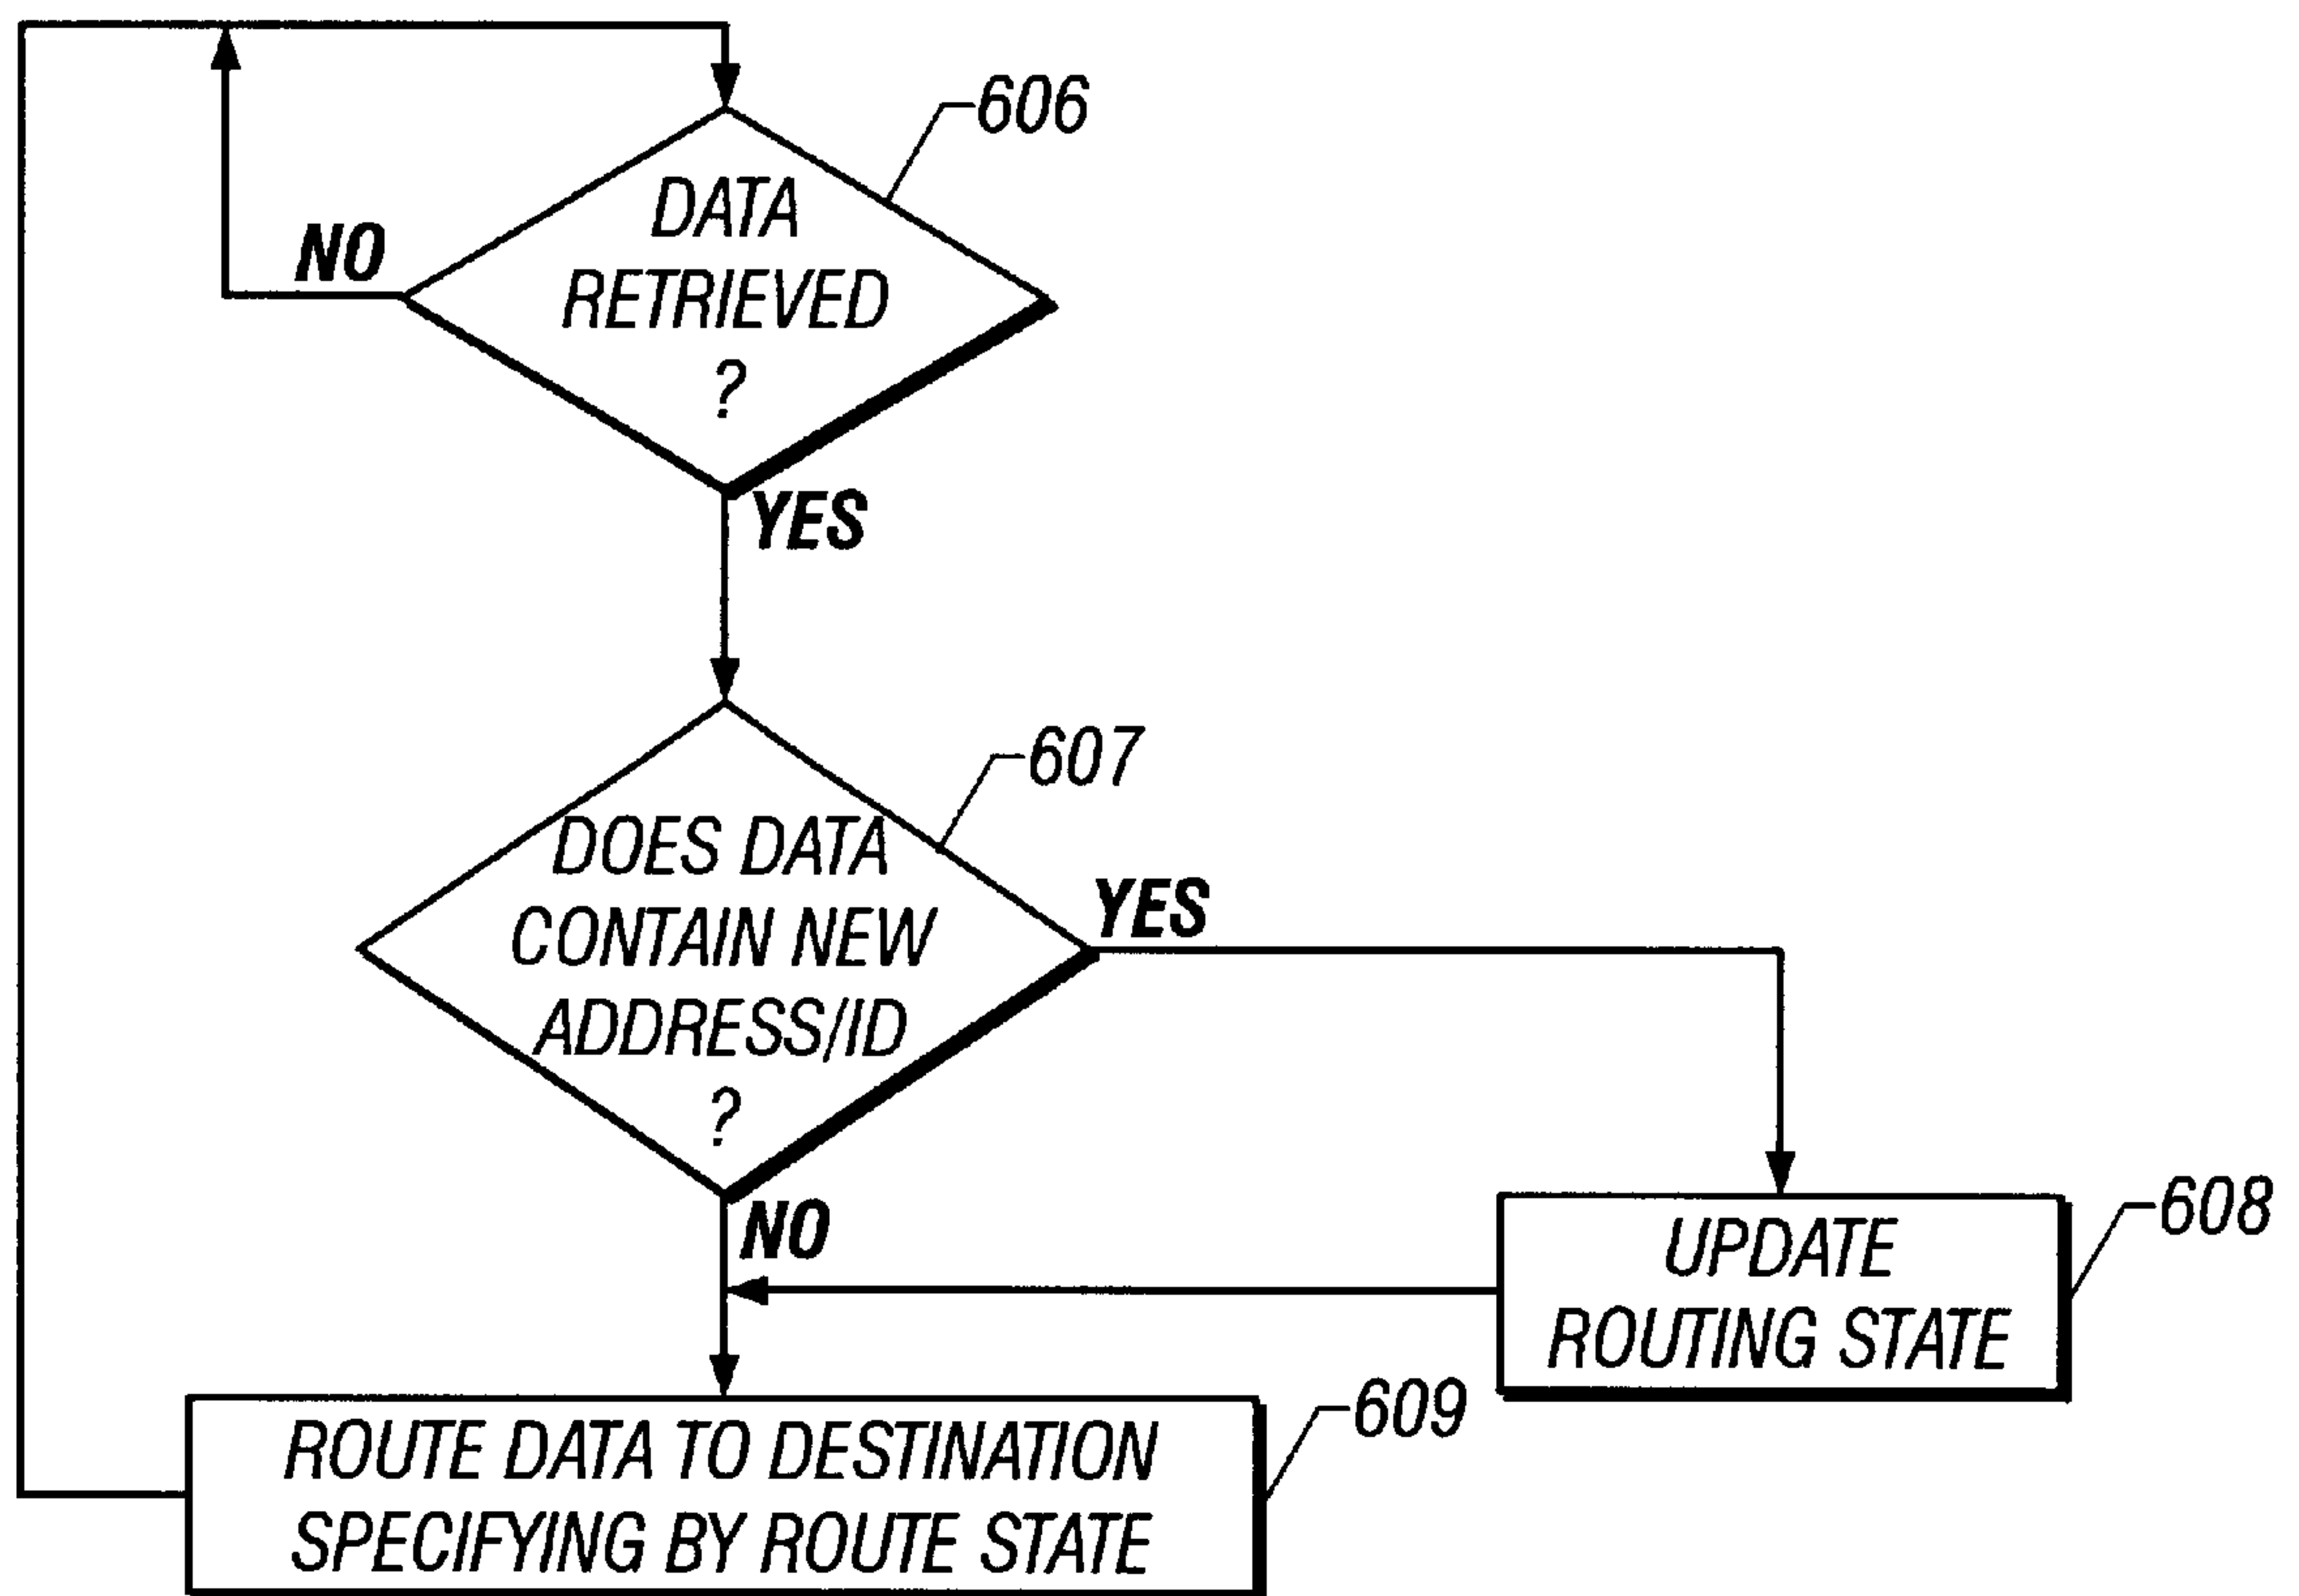 606
DATA
RETRIEVED
?
NO
YES
607
DOES DATA
CONTAIN NEW
ADDRESS/ID
?
YES
NO
608
UPDATE
ROUTING STATE
609
ROUTE DATA TO DESTINATION
SPECIFYING BY ROUTE STATE